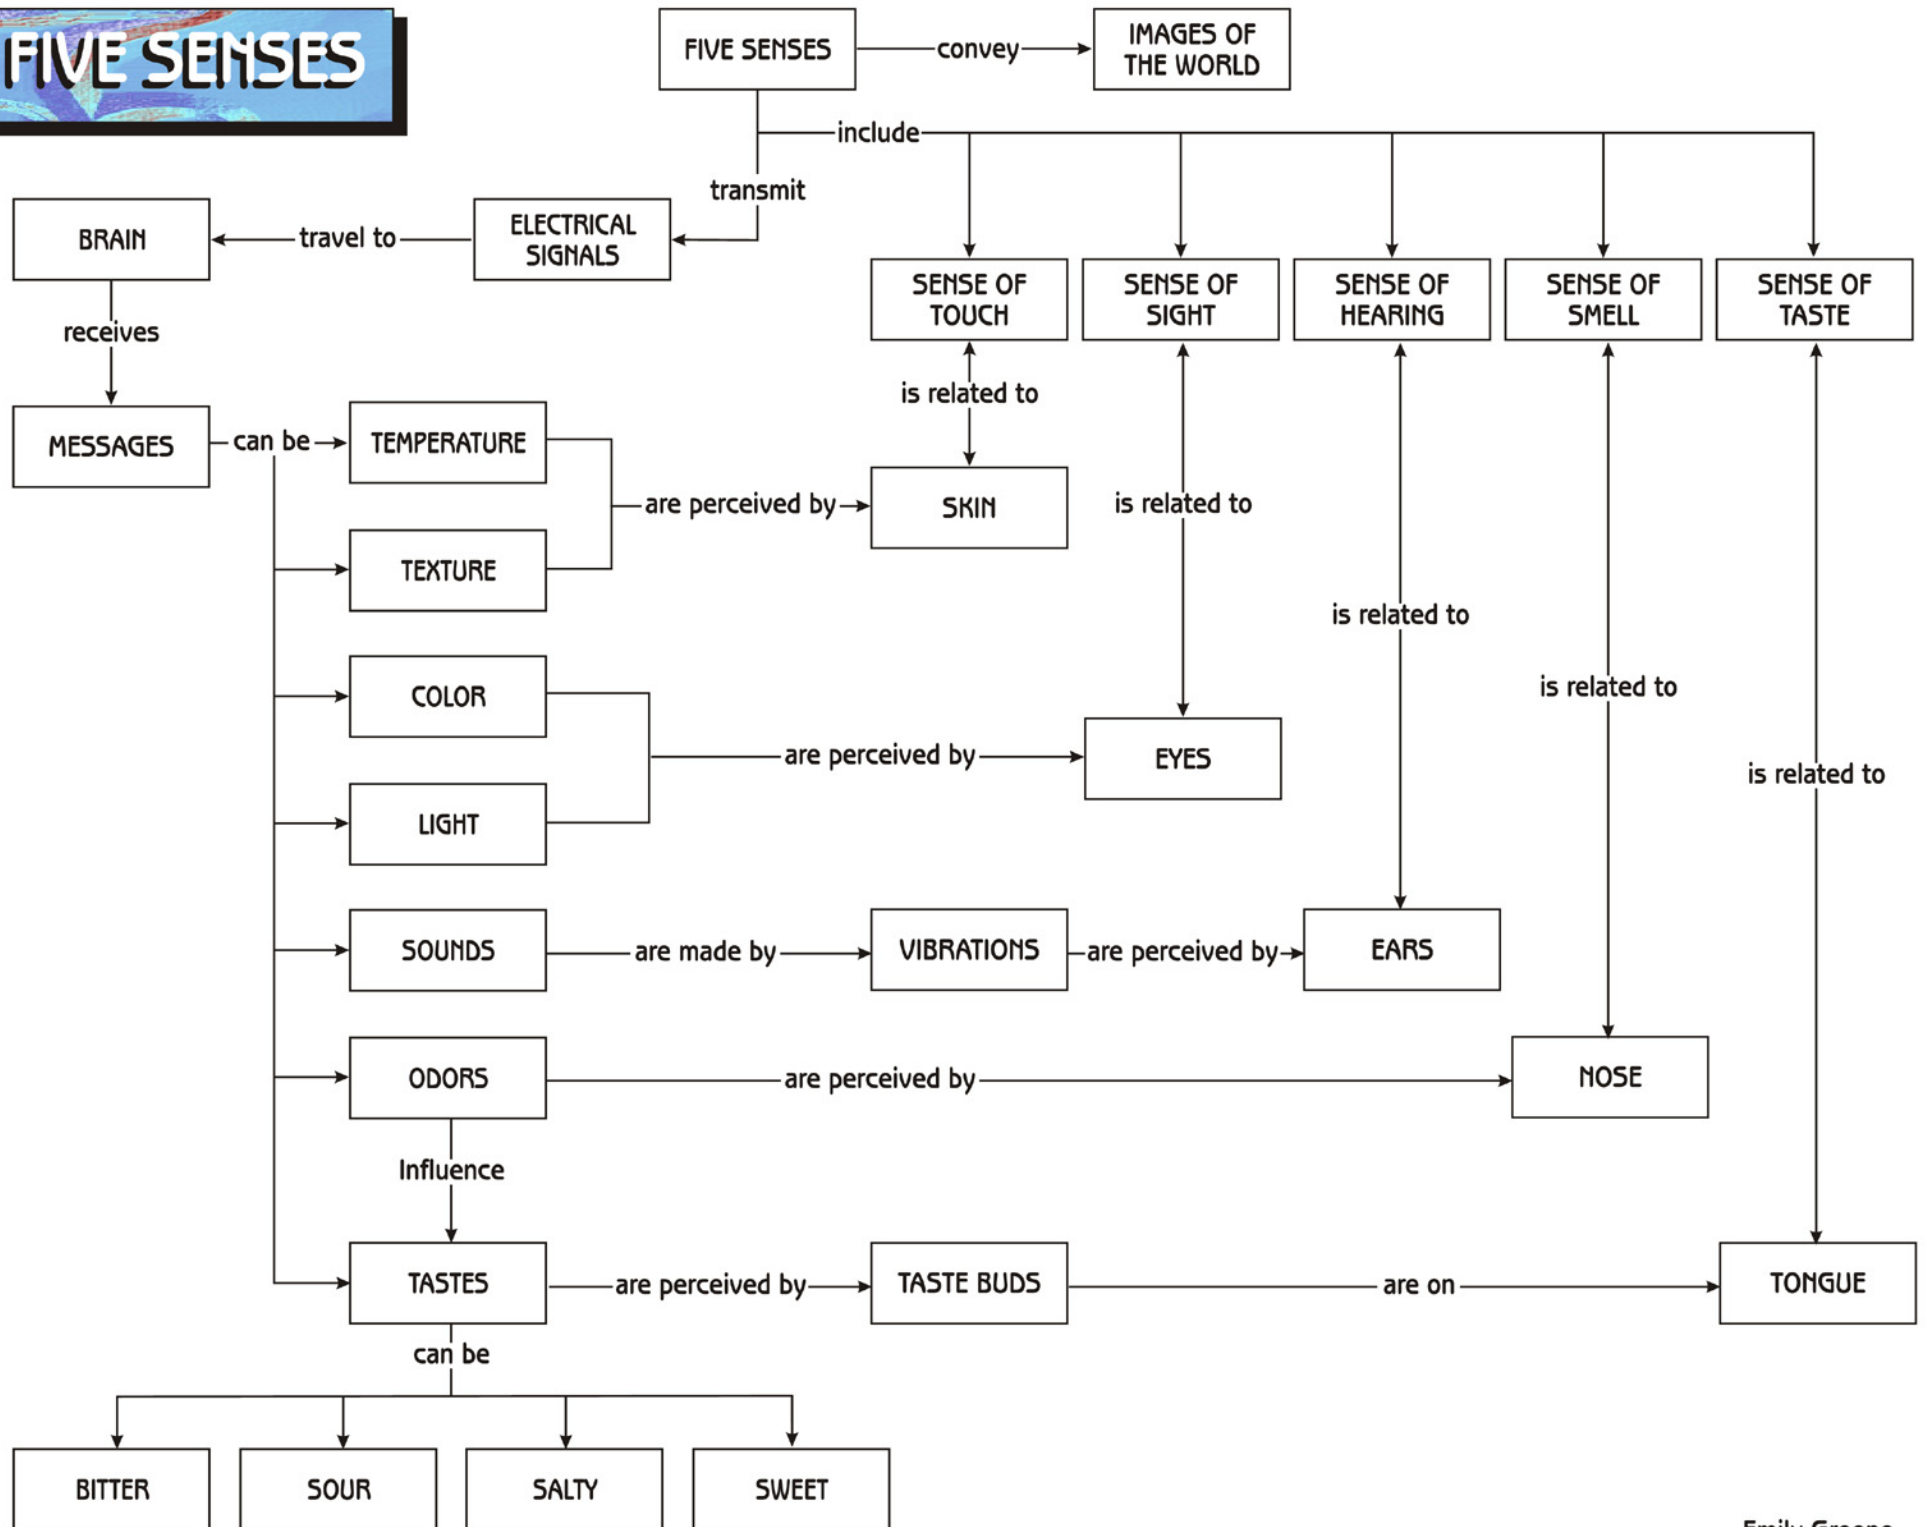 FIVE SENSES
FIVE SENSES
convey
IMAGES OF
THE WORLD
include
transmit
BRAIN
travel to
ELECTRICAL
SIGNALS
SENSE OF
TOUCH
SENSE OF
SIGHT
SENSE OF
HEARING
SENSE OF
SMELL
SENSE OF
TASTE
receives
is related to
MESSAGES
can be
TEMPERATURE
are perceived by
SKIN
is related to
TEXTURE
is related to
COLOR
is related to
are perceived by
EYES
is related to
LIGHT
SOUNDS
are made by
VIBRATIONS
are perceived by
EARS
ODORS
are perceived by
NOSE
Influence
TASTES
are perceived by
TASTE BUDS
are on
TONGUE
can be
BITTER
SOUR
SALTY
SWEET
Emily Greene